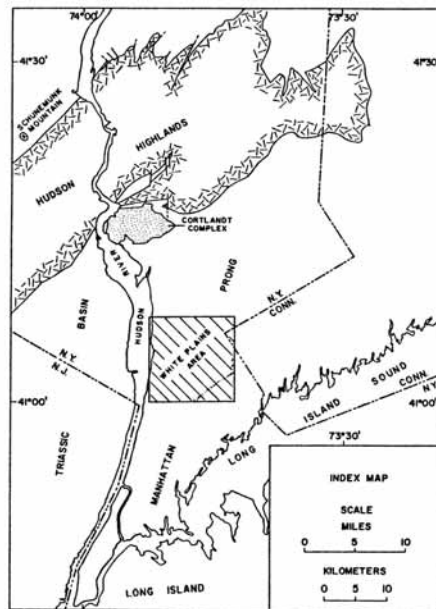 74°00'
73°30'
41°30'
41°30'
SCHUNEMUNK
MOUNTAIN
HUDSON
HIGHLANDS
CORTLANDT
COMPLEX
RIVER
HUDSON
PRONG
N.Y.
CONN.
BASIN
N.Y.
N.J.
WHITE PLAINS
AREA
41°00'
TRIASSIC
MANHATTAN
LONG
ISLAND
SOUND
CONN.
N.Y.
73°30'
LONG ISLAND
INDEX MAP
SCALE
MILES
0 5 10
KILOMETERS
0 5 10